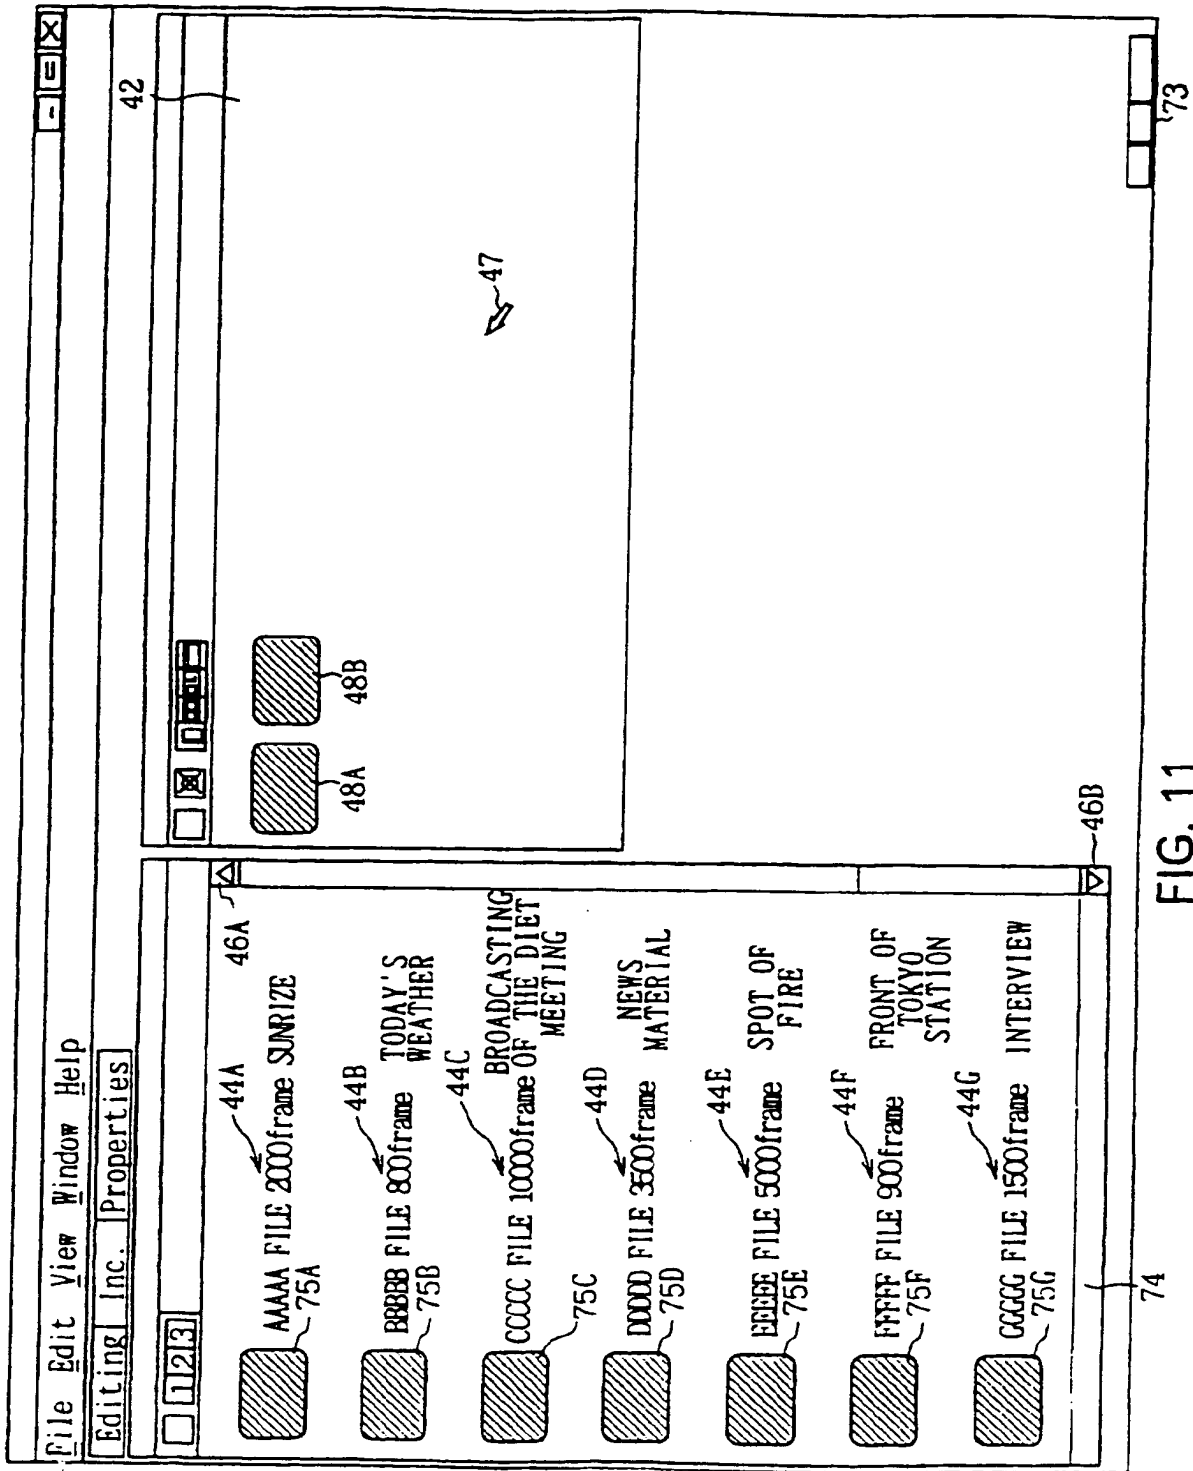 File Edit View Window Help
Editing Inc. Properties
1 2 3
42
46A
44A
AAAAA FILE 2000frame SUNRIZE
75A
44B
BBBBB FILE 800frame TODAY'S
WEATHER
75B
44C
CCCCC FILE 10000frame BROADCASTING
OF THE DIET
MEETING
75C
44D
DDDDD FILE 3500frame NEWS
MATERIAL
75D
44E
EEEEE FILE 5000frame SPOT OF
FIRE
75E
44F
FFFFF FILE 900frame FRONT OF
TOKYO
STATION
75F
44G
GGGGG FILE 1500frame INTERVIEW
75G
46B
74
48A
48B
47
73
FIG. 11